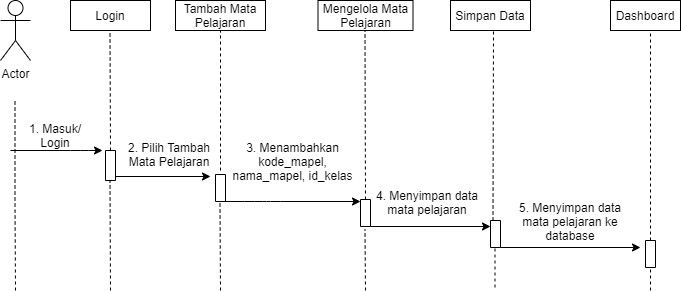 Login
Tambah Mata
Pelajaran
Mengelola Mata
Pelajaran
Simpan Data
Dashboard
Actor
1. Masuk/
Login
2. Pilih Tambah
Mata Pelajaran
3. Menambahkan
kode_mapel,
nama_mapel, id_kelas
4. Menyimpan data
mata pelajaran
5. Menyimpan data
mata pelajaran ke
database